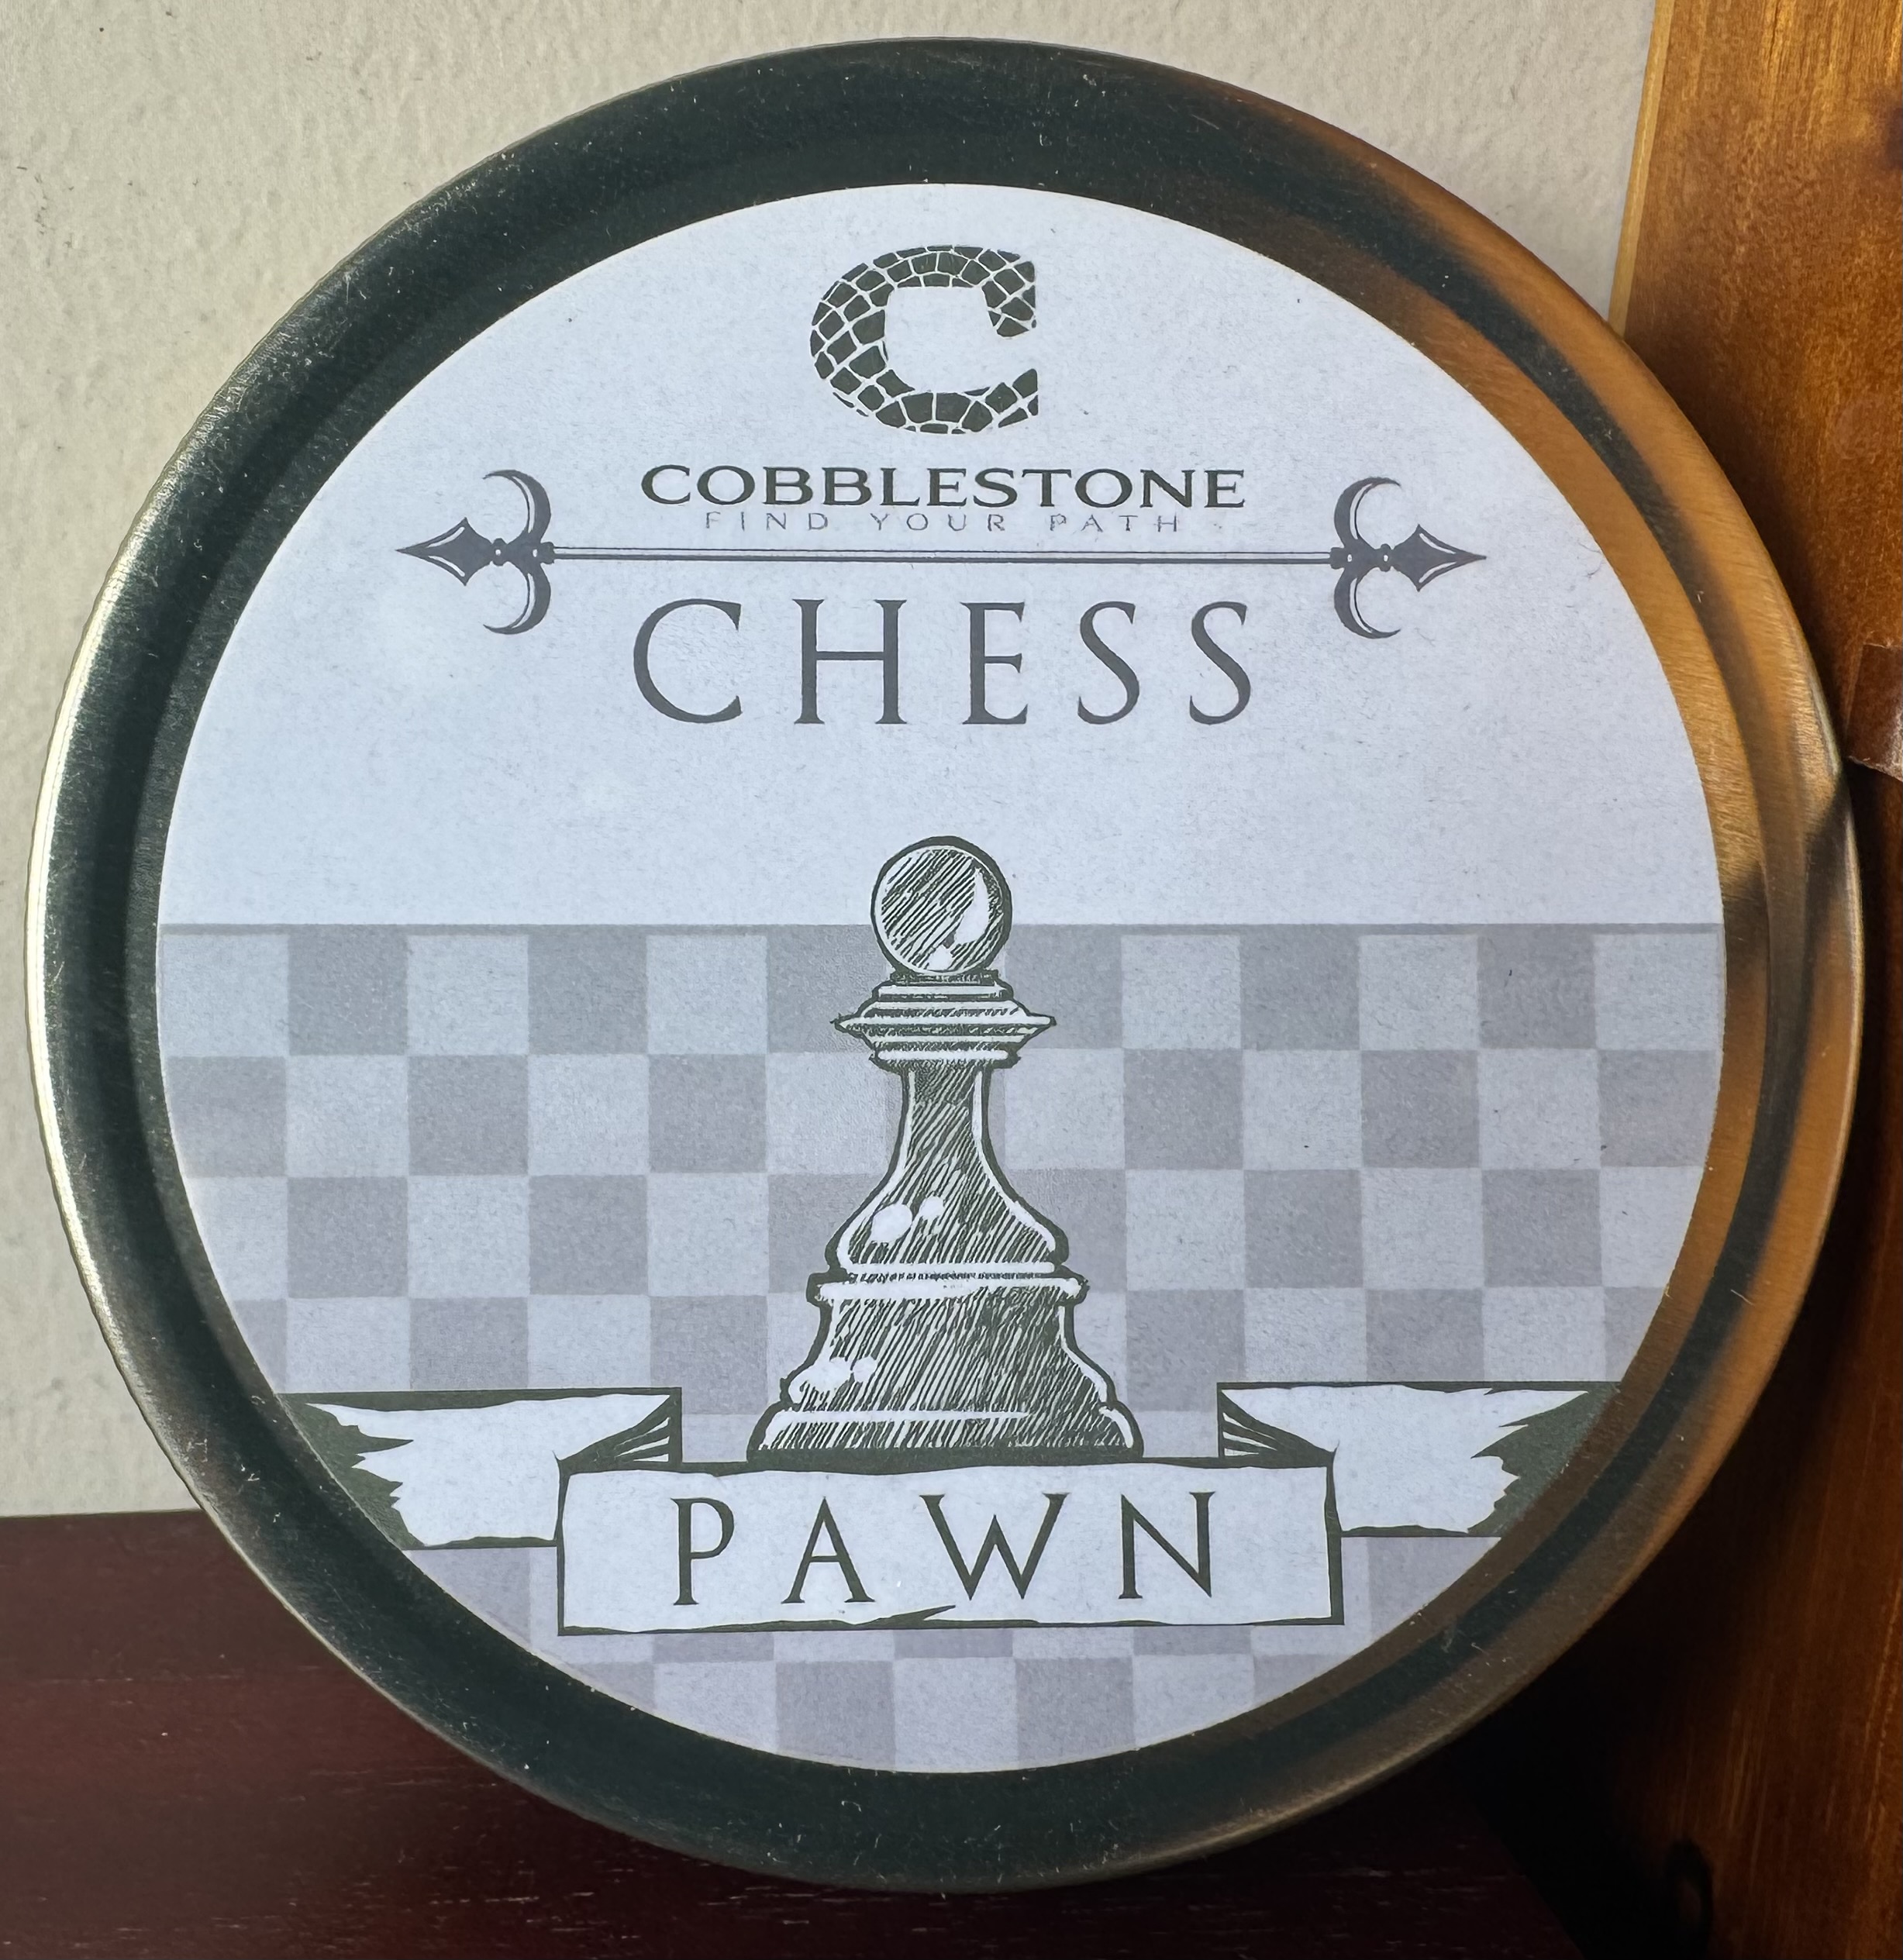 C
COBBLESTONE
FIND YOUR PATH
CHESS
PAWN